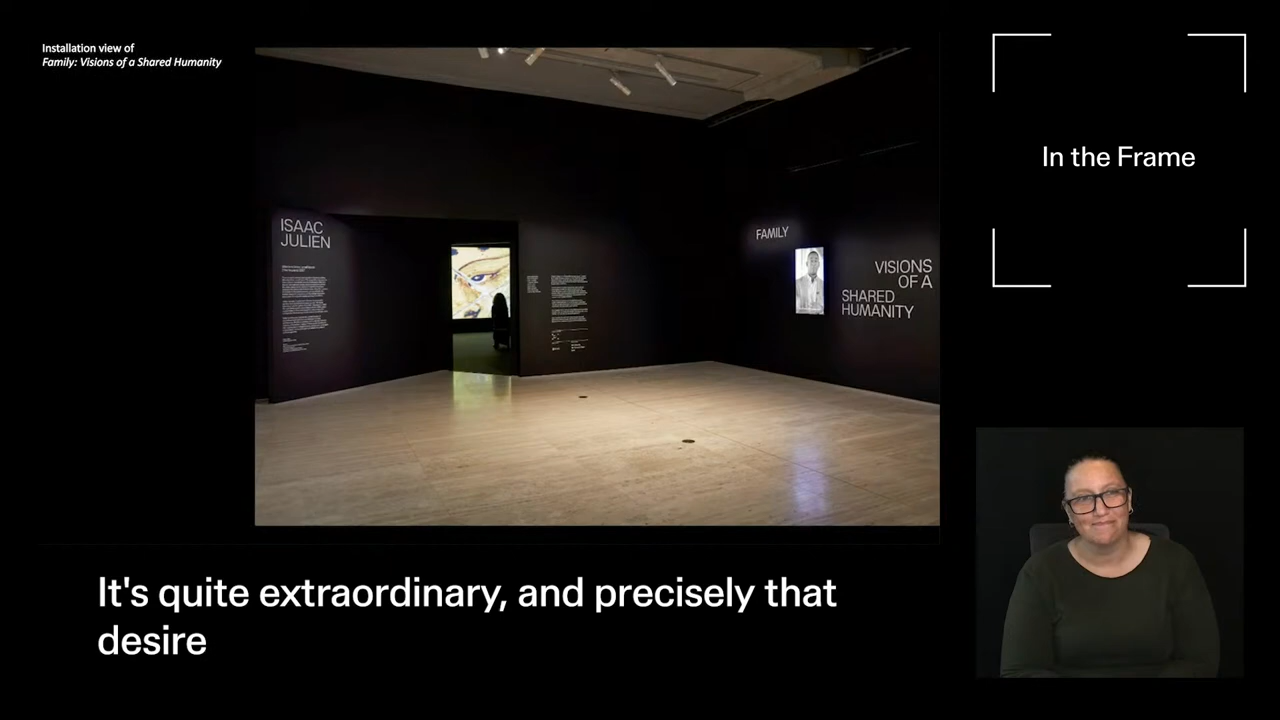 Installation view of
Family: Visions of a Shared Humanity
In the Frame
ISAAC
JULIEN
FAMILY
VISIONS
OF A
SHARED
HUMANITY
It's quite extraordinary, and precisely that
desire